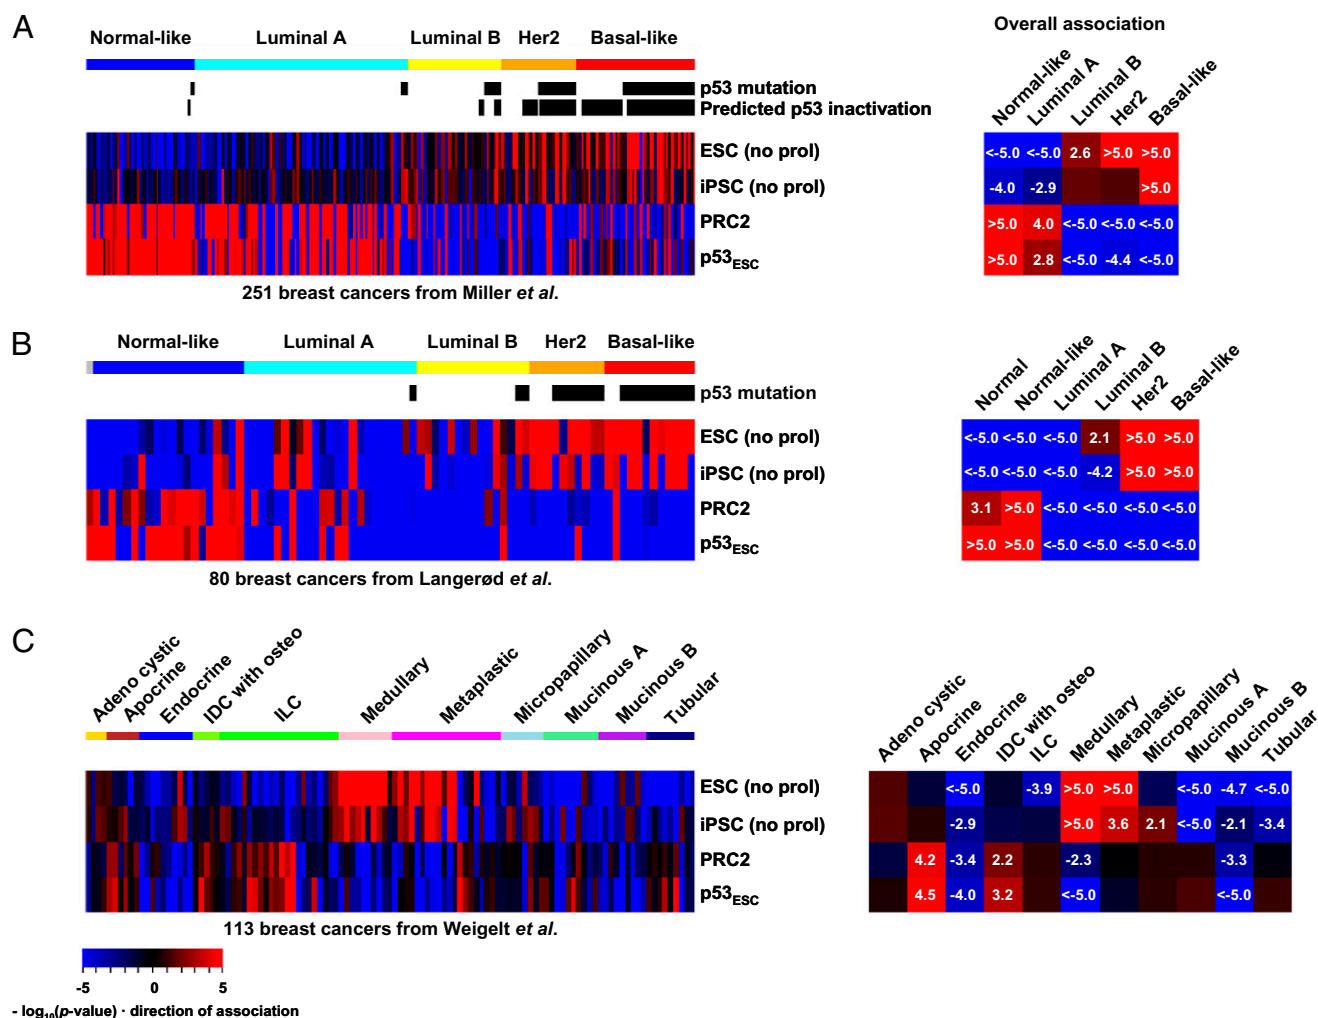 A
Normal-like Luminal A Luminal B Her2 Basal-like
p53 mutation
Predicted p53 inactivation
ESC (no prol)
iPSC (no prol)
PRC2
p53ESC
251 breast cancers from Miller et al.
Overall association
Normal-like Luminal A Luminal B Her2 Basal-like
<-5.0 <-5.0 2.6 >5.0 >5.0
-4.0 -2.9 >5.0
>5.0 4.0 <-5.0 <-5.0 <-5.0
>5.0 2.8 <-5.0 -4.4 <-5.0
B
Normal-like Luminal A Luminal B Her2 Basal-like
p53 mutation
ESC (no prol)
iPSC (no prol)
PRC2
p53ESC
80 breast cancers from Langerød et al.
Normal Normal-like Luminal A Luminal B Her2 Basal-like
<-5.0 <-5.0 <-5.0 2.1 >5.0 >5.0
<-5.0 <-5.0 <-5.0 -4.2 >5.0 >5.0
3.1 >5.0 <-5.0 <-5.0 <-5.0 <-5.0
>5.0 >5.0 <-5.0 <-5.0 <-5.0 <-5.0
C
Adeno cystic Apocrine Endocrine IDC with osteo ILC Medullary Metaplastic Micropapillary Mucinous A Mucinous B Tubular
ESC (no prol)
iPSC (no prol)
PRC2
p53ESC
113 breast cancers from Weigelt et al.
Adeno cystic Apocrine Endocrine IDC with osteo ILC Medullary Metaplastic Micropapillary Mucinous A Mucinous B Tubular
<-5.0 -3.9 >5.0 >5.0 <-5.0 -4.7 <-5.0
-2.9 >5.0 3.6 2.1 <-5.0 -2.1 -3.4
4.2 -3.4 2.2 -2.3 -3.3
4.5 -4.0 3.2 <-5.0 <-5.0
-5 0 5
- log10(p-value) · direction of association